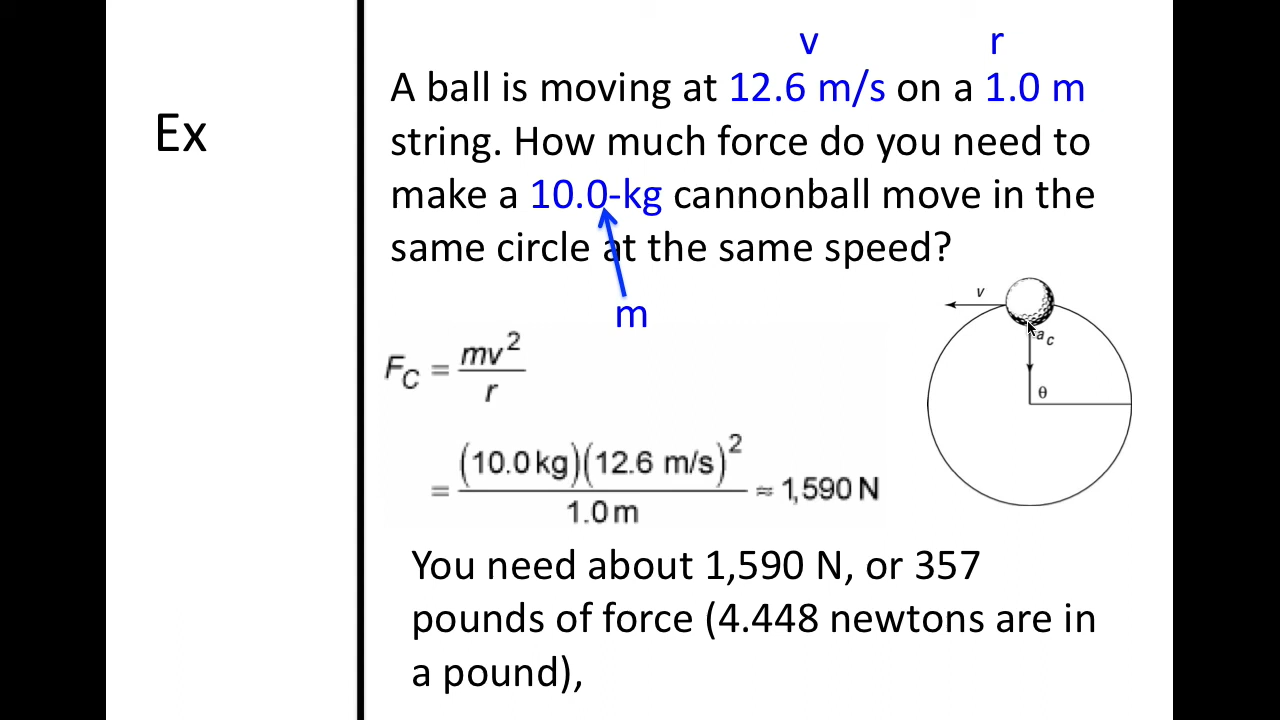 Ex
v r
A ball is moving at 12.6 m/s on a 1.0 m
string. How much force do you need to
make a 10.0-kg cannonball move in the
same circle at the same speed?
m
v
a c
θ
F_C = mv²/r
= (10.0 kg)(12.6 m/s)²/1.0 m ≈ 1,590 N
You need about 1,590 N, or 357
pounds of force (4.448 newtons are in
a pound),